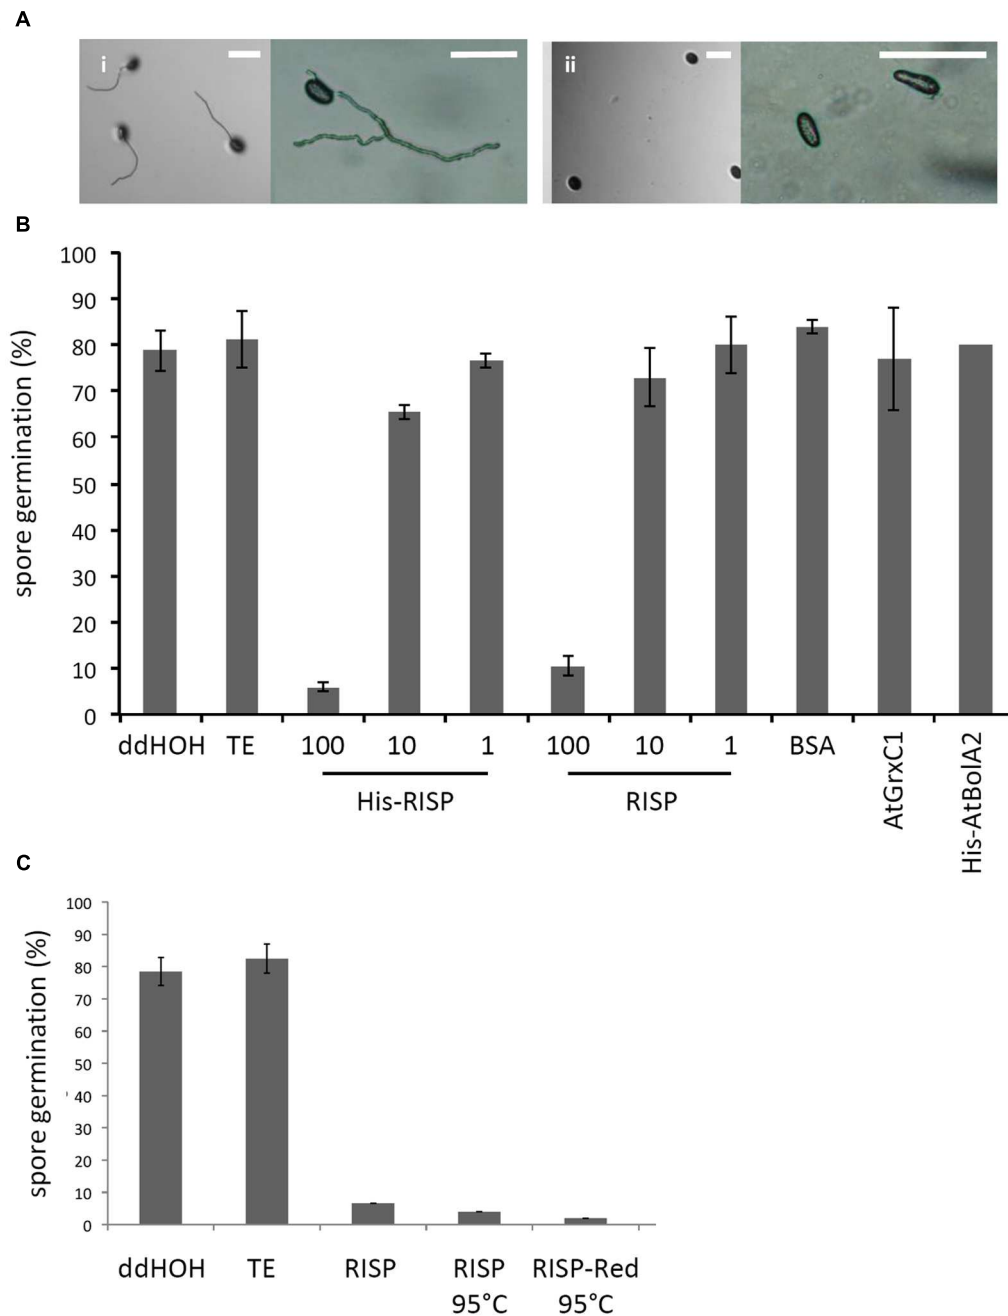 A
i
ii
B
spore germination (%)
100
90
80
70
60
50
40
30
20
10
0
ddHOH TE 100 10 1 100 10 1 BSA AtGrxC1 His-AtBolA2
His-RISP RISP
C
spore germination (%)
100
90
80
70
60
50
40
30
20
10
0
ddHOH TE RISP RISP RISP-Red
95°C 95°C